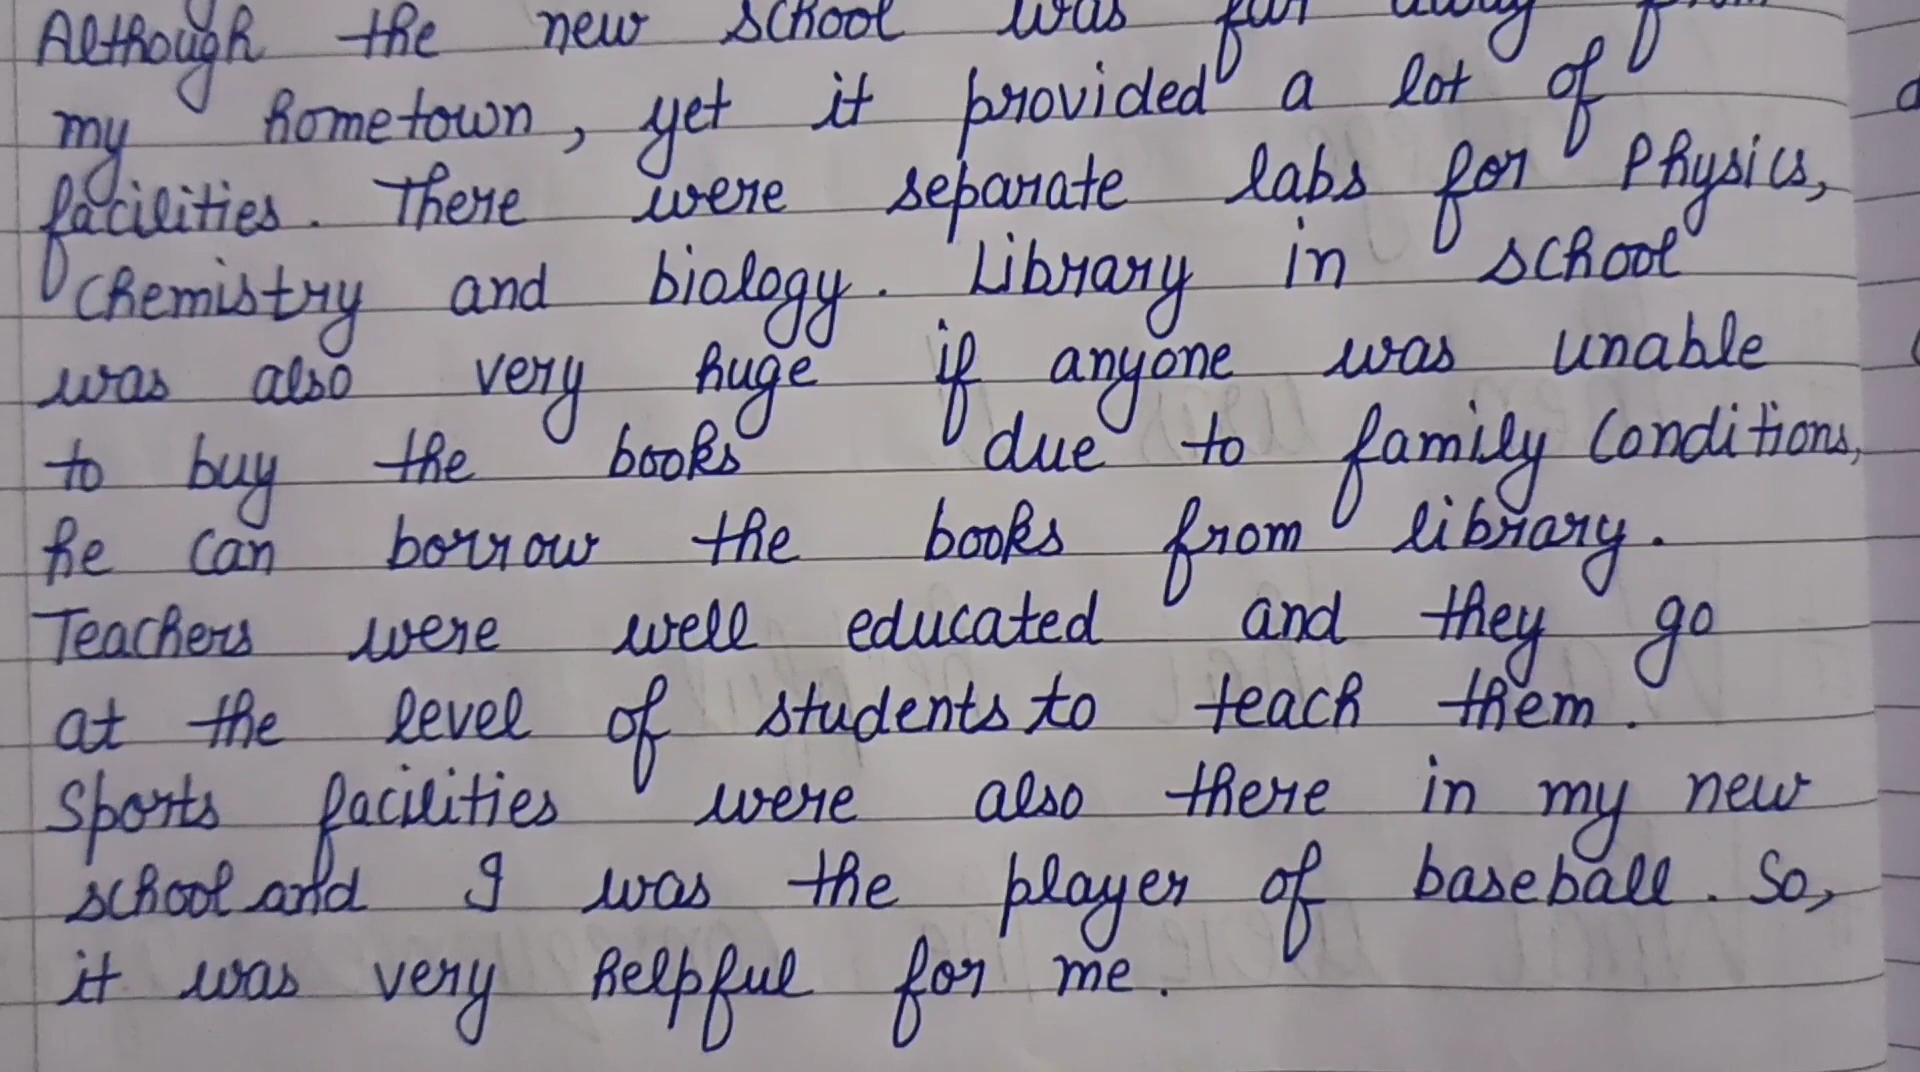 Although the new school was far away from
my hometown, yet it provided a lot of
facilities. There were separate labs for Physics,
chemistry and biology. Library in school
was also very huge if anyone was unable
to buy the books due to family conditions,
he can borrow the books from library.
Teachers were well educated and they go
at the level of students to teach them.
Sports facilities were also there in my new
school and I was the player of baseball. So,
it was very helpful for me.